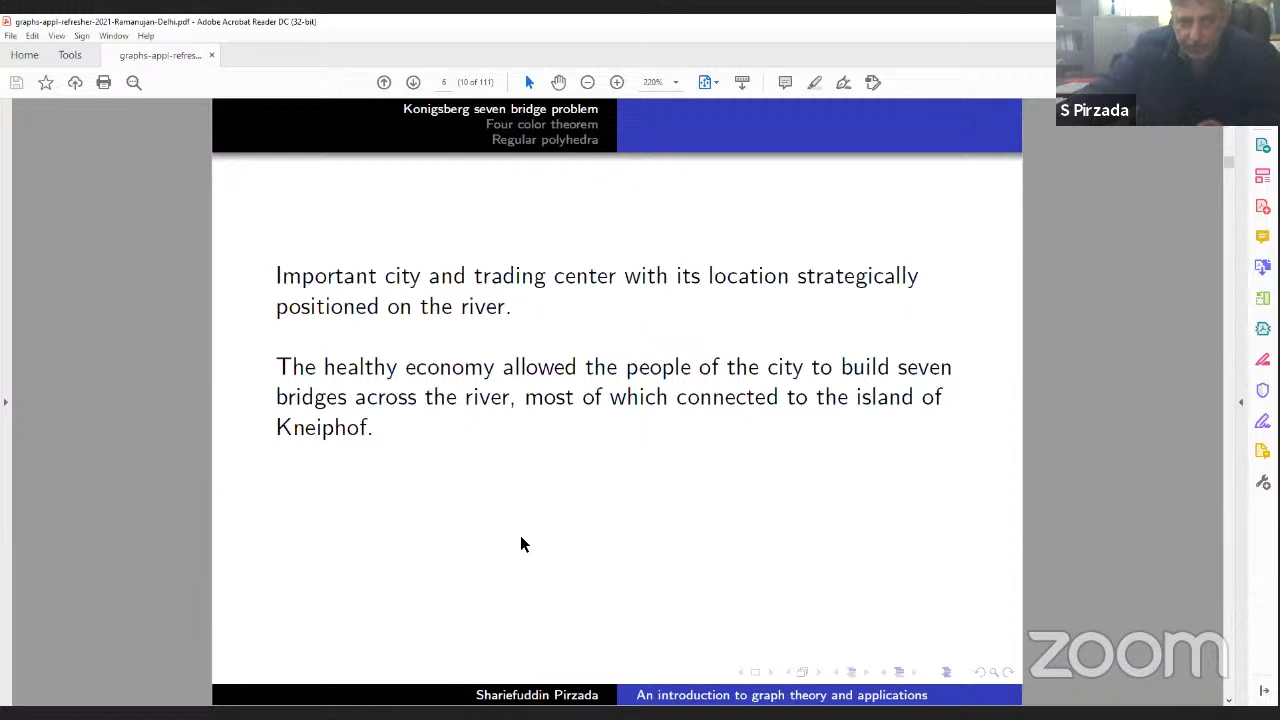 graphs-appl-refresher-2021-Ramanujan-Delhi.pdf - Adobe Acrobat Reader DC (32-bit)
File Edit View Sign Window Help
Home Tools graphs-appl-refres... ×
6 (10 of 111) 220%
S Pirzada
Konigsberg seven bridge problem
Four color theorem
Regular polyhedra
Important city and trading center with its location strategically
positioned on the river.
The healthy economy allowed the people of the city to build seven
bridges across the river, most of which connected to the island of
Kneiphof.
zoom
Shariefuddin Pirzada An introduction to graph theory and applications